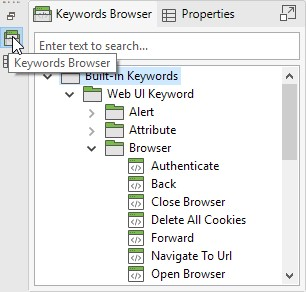 Keywords Browser Properties
Enter text to search...
Keywords Browser
Built-In Keywords
Web UI Keyword
Alert
Attribute
Browser
Authenticate
Back
Close Browser
Delete All Cookies
Forward
Navigate To Url
Open Browser